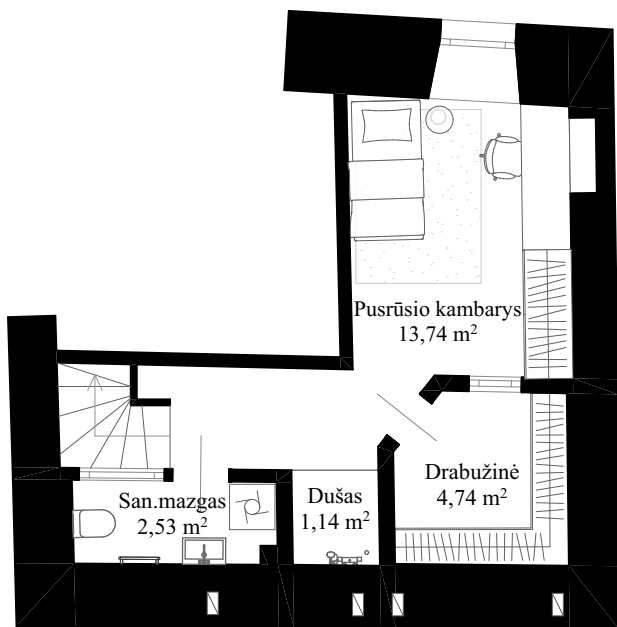 Pusrūsio kambarys
13,74 m²
Drabužinė
4,74 m²
Dušas
1,14 m²
San.mazgas
2,53 m²